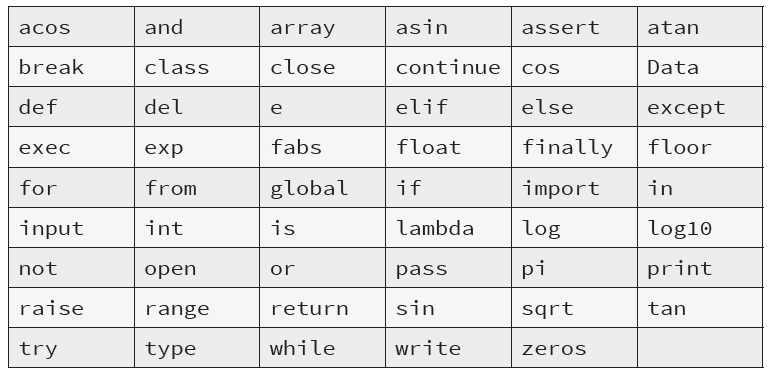 acos and array asin assert atan
break class close continue cos Data
def del e elif else except
exec exp fabs float finally floor
for from global if import in
input int is lambda log log10
not open or pass pi print
raise range return sin sqrt tan
try type while write zeros